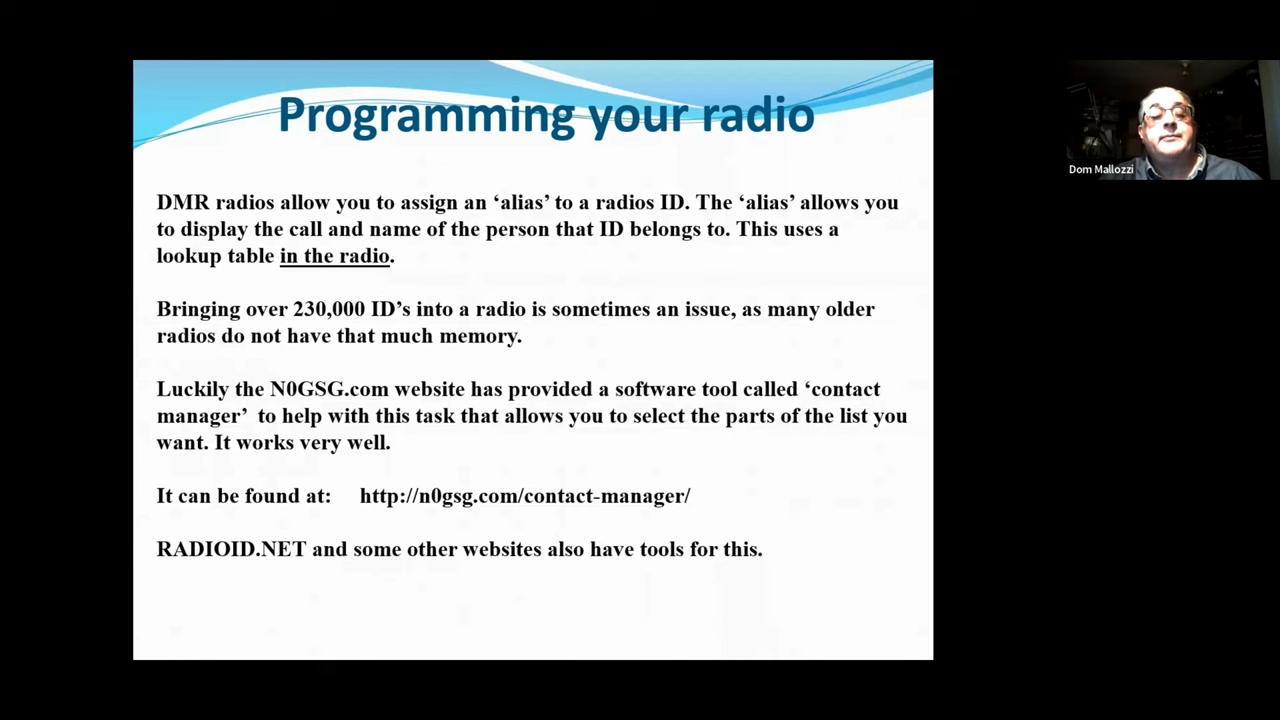 Programming your radio
DMR radios allow you to assign an ‘alias’ to a radios ID. The ‘alias’ allows you
to display the call and name of the person that ID belongs to. This uses a
lookup table in the radio.
Bringing over 230,000 ID’s into a radio is sometimes an issue, as many older
radios do not have that much memory.
Luckily the N0GSG.com website has provided a software tool called ‘contact
manager’  to help with this task that allows you to select the parts of the list you
want. It works very well.
It can be found at:    http://n0gsg.com/contact-manager/
RADIOID.NET and some other websites also have tools for this.
Dom Mallozzi